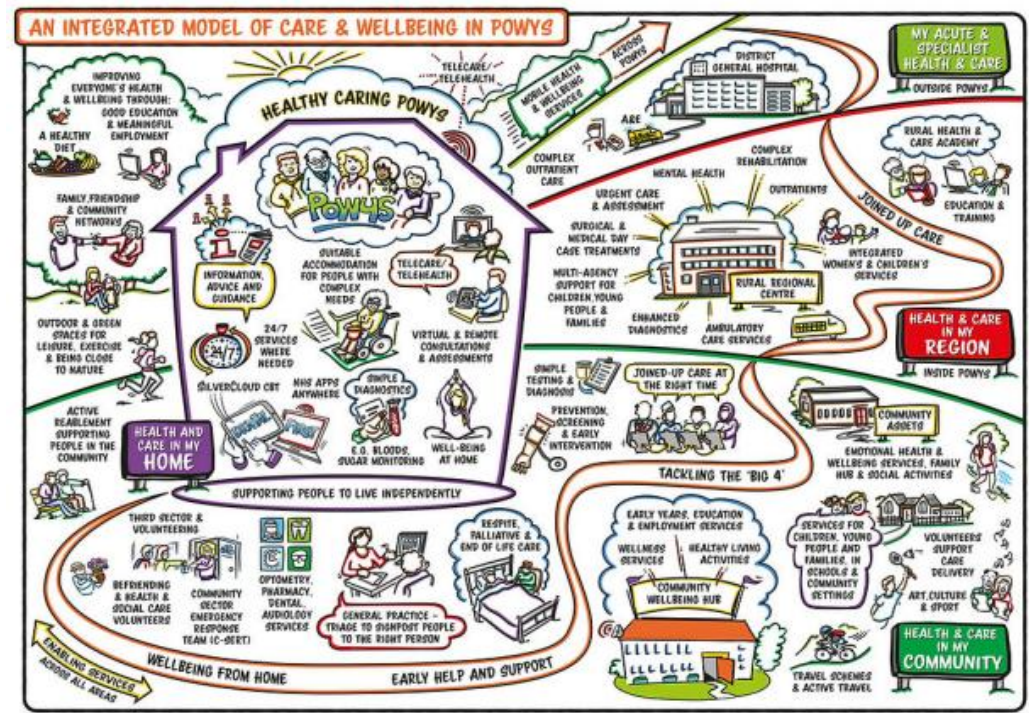 AN INTEGRATED MODEL OF CARE & WELLBEING IN POWYS
IMPROVING
EVERYONE'S HEALTH
& WELLBEING THROUGH:
GOOD EDUCATION
& MEANINGFUL
EMPLOYMENT
A HEALTHY
DIET
FAMILY, FRIENDSHIP
& COMMUNITY
NETWORKS
OUTDOOR & GREEN
SPACES FOR
LEISURE, EXERCISE
& BEING CLOSE
TO NATURE
ACTIVE
REABLEMENT
SUPPORTING
PEOPLE IN THE
COMMUNITY
HEALTHY CARING POWYS
TELECARE/
TELEHEALTH
POWYS
INFORMATION,
ADVICE AND
GUIDANCE
SUITABLE
ACCOMMODATION
FOR PEOPLE WITH
COMPLEX
NEEDS
TELECARE/
TELEHEALTH
24/7
24/7
SERVICES
WHERE
NEEDED
VIRTUAL & REMOTE
CONSULTATIONS
& ASSESSMENTS
SILVERCLOUD CBT
NHS APPS
ANYWHERE
DIGITAL
FIRST
SIMPLE
DIAGNOSTICS
E.G. BLOODS,
SUGAR MONITORING
WELL-BEING
AT HOME
HEALTH AND
CARE IN MY
HOME
SUPPORTING PEOPLE TO LIVE INDEPENDENTLY
MOBILE HEALTH
& WELLBEING
SERVICES
ACROSS
POWYS
DISTRICT
GENERAL HOSPITAL
A&E
COMPLEX
OUTPATIENT
CARE
MY ACUTE &
SPECIALIST
HEALTH & CARE
OUTSIDE POWYS
COMPLEX
REHABILITATION
MENTAL HEALTH
URGENT CARE
& ASSESSMENT
OUTPATIENTS
SURGICAL &
MEDICAL DAY
CASE TREATMENTS
MULTI-AGENCY
SUPPORT FOR
CHILDREN, YOUNG
PEOPLE &
FAMILIES
RURAL REGIONAL
CENTRE
INTEGRATED
WOMEN'S & CHILDREN'S
SERVICES
ENHANCED
DIAGNOSTICS
AMBULATORY
CARE SERVICES
JOINED UP CARE
RURAL HEALTH &
CARE ACADEMY
EDUCATION &
TRAINING
HEALTH & CARE
IN MY
REGION
INSIDE POWYS
SIMPLE
TESTING &
DIAGNOSIS
JOINED-UP CARE AT
THE RIGHT TIME
PREVENTION,
SCREENING
& EARLY
INTERVENTION
TACKLING THE 'BIG 4'
COMMUNITY
ASSETS
EMOTIONAL HEALTH &
WELLBEING SERVICES, FAMILY
HUB & SOCIAL ACTIVITIES
SERVICES FOR
CHILDREN, YOUNG
PEOPLE AND
FAMILIES, IN
SCHOOLS &
COMMUNITY
SETTINGS
VOLUNTEERS
SUPPORT
CARE
DELIVERY
ART, CULTURE
& SPORT
EARLY YEARS, EDUCATION
& EMPLOYMENT SERVICES
WELLNESS
SERVICES
HEALTHY LIVING
ACTIVITIES
COMMUNITY
WELLBEING HUB
TRAVEL SCHEMES
& ACTIVE TRAVEL
HEALTH & CARE
IN MY
COMMUNITY
THIRD SECTOR &
VOLUNTEERING
BEFRIENDING
& HEALTH &
SOCIAL CARE
VOLUNTEERS
COMMUNITY
SECTOR
EMERGENCY
RESPONSE
TEAM (C-SERT)
OPTOMETRY,
PHARMACY,
DENTAL,
AUDIOLOGY
SERVICES
GENERAL PRACTICE -
TRIAGE TO SIGNPOST PEOPLE
TO THE RIGHT PERSON
RESPITE,
PALLIATIVE &
END OF LIFE CARE
ENABLING SERVICES
ACROSS ALL AREAS
WELLBEING FROM HOME
EARLY HELP AND SUPPORT